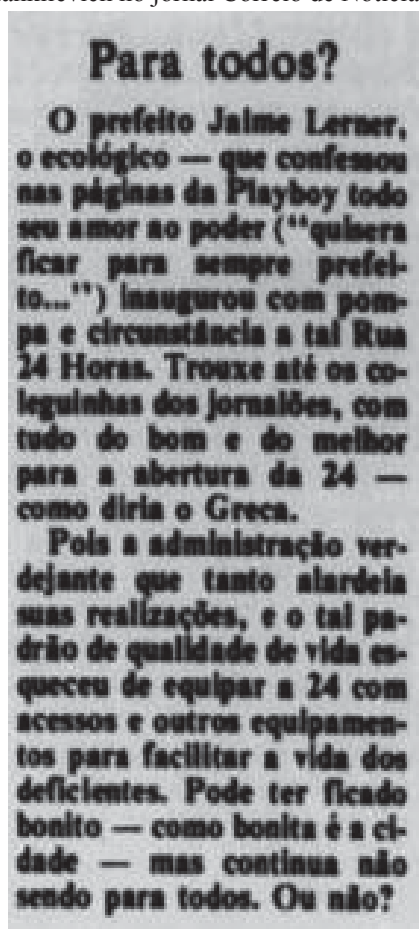 no jornal Correio de Notícia
Para todos?
O prefeito Jaime Lerner,
o ecológico — que confessou
nas páginas da Playboy todo
seu amor ao poder ("quisera
ficar para sempre prefei-
to...") inaugurou com pom-
pa e circunstância a tal Rua
24 Horas. Trouxe até os co-
leguinhas dos jornalões, com
tudo do bom e do melhor
para a abertura da 24 —
como diria o Greca.
Pois a administração ver-
dejante que tanto alardeia
suas realizações, e o tal pa-
drão de qualidade de vida es-
queceu de equipar a 24 com
acessos e outros equipamen-
tos para facilitar a vida dos
deficientes. Pode ter ficado
bonito — como bonita é a ci-
dade — mas continua não
sendo para todos. Ou não?